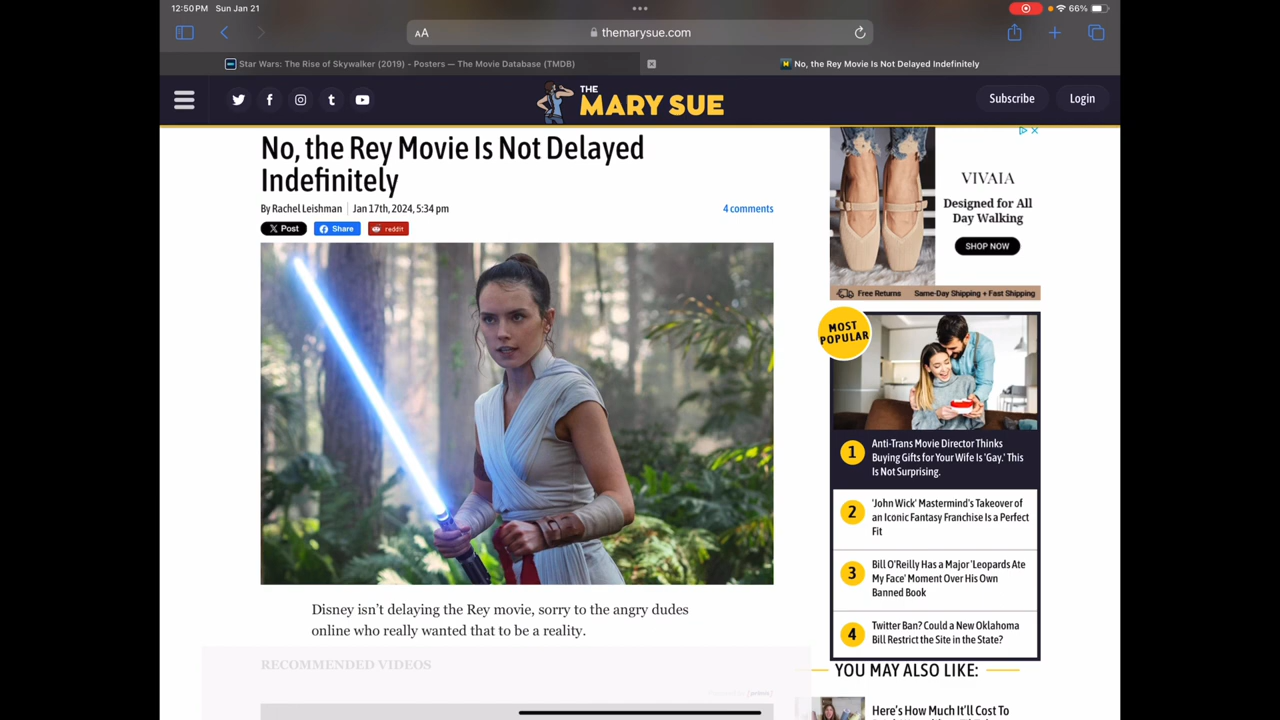 12:50 PM Sun Jan 21
66%
AA
themarysue.com
Star Wars: The Rise of Skywalker (2019) - Posters — The Movie Database (TMDB)
No, the Rey Movie Is Not Delayed Indefinitely
THE
MARY SUE
Subscribe
Login
No, the Rey Movie Is Not Delayed
Indefinitely
By Rachel Leishman
Jan 17th, 2024, 5:34 pm
4 comments
Post
Share
reddit
Disney isn’t delaying the Rey movie, sorry to the angry dudes
online who really wanted that to be a reality.
RECOMMENDED VIDEOS
VIVAIA
Designed for All
Day Walking
SHOP NOW
Free Returns
Same-Day Shipping + Fast Shipping
MOST
POPULAR
1
Anti-Trans Movie Director Thinks
Buying Gifts for Your Wife Is 'Gay.' This
Is Not Surprising.
2
'John Wick' Mastermind's Takeover of
an Iconic Fantasy Franchise Is a Perfect
Fit
3
Bill O'Reilly Has a Major 'Leopards Ate
My Face' Moment Over His Own
Banned Book
4
Twitter Ban? Could a New Oklahoma
Bill Restrict the Site in the State?
YOU MAY ALSO LIKE:
Here's How Much It'll Cost To